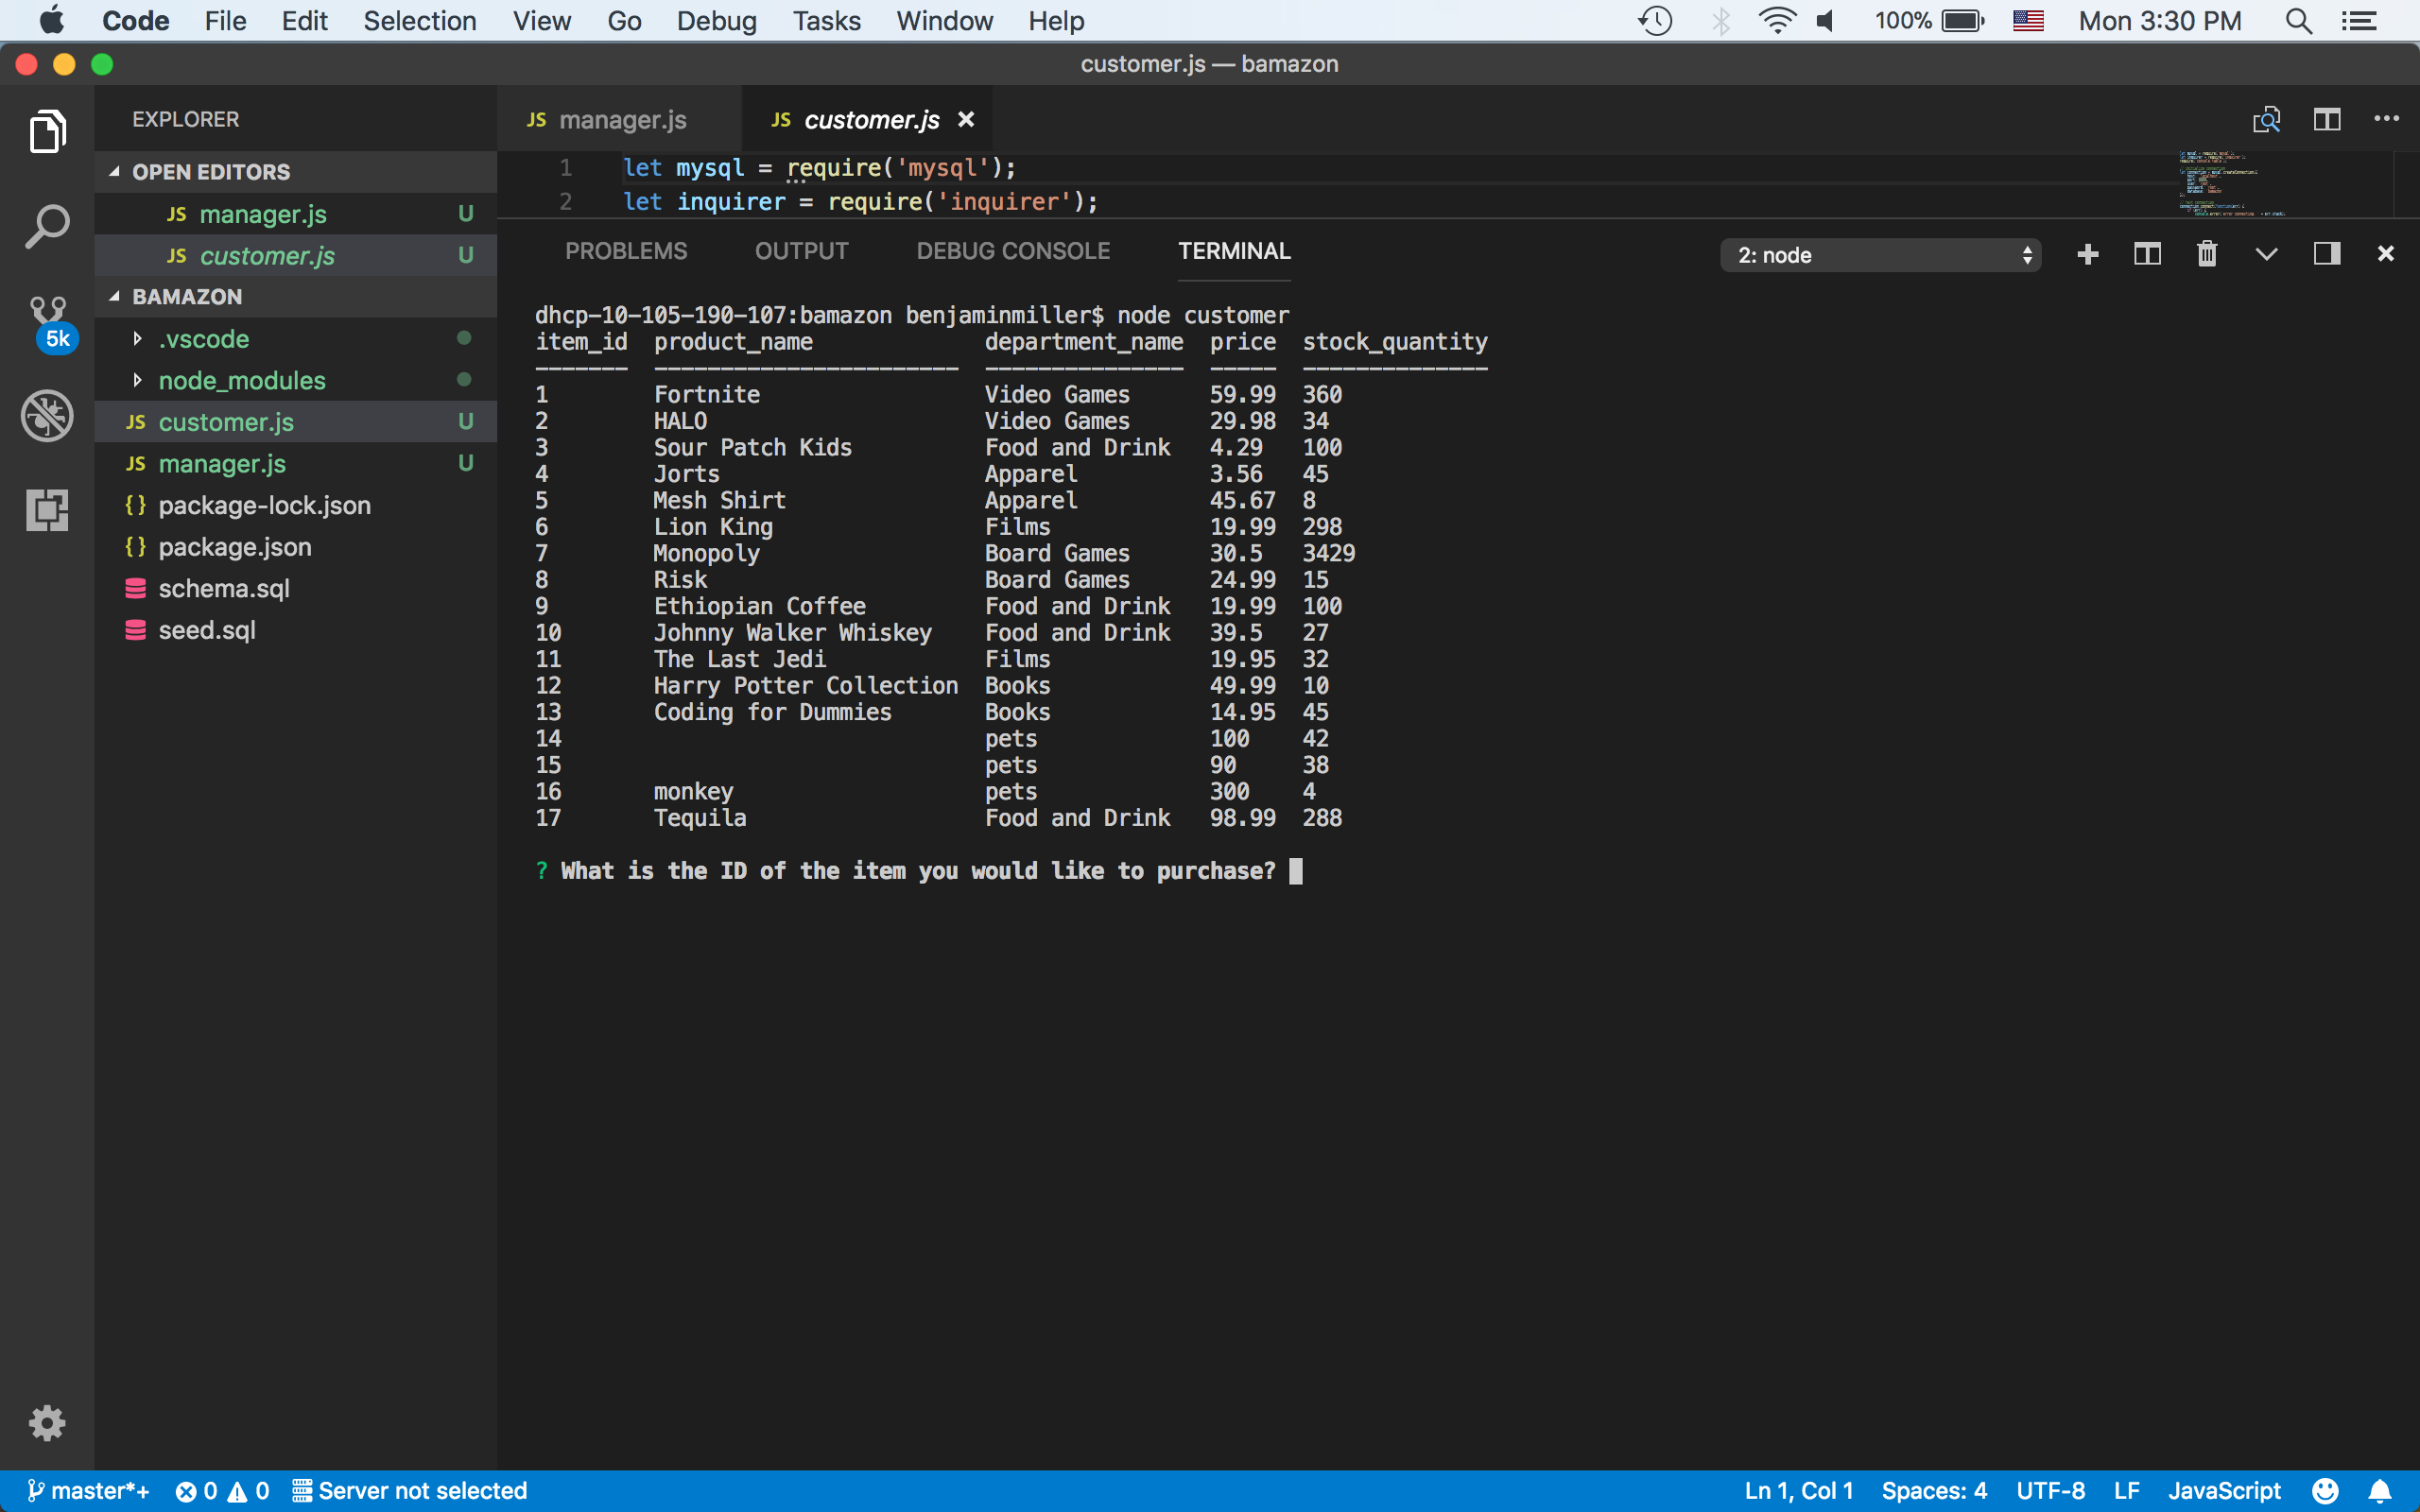 Code File Edit Selection View Go Debug Tasks Window Help 100% Mon 3:30 PM
customer.js — bamazon
EXPLORER
OPEN EDITORS
JS manager.js U
JS customer.js U
BAMAZON
.vscode
node_modules
JS customer.js U
JS manager.js U
{} package-lock.json
{} package.json
schema.sql
seed.sql
5k
JS manager.js JS customer.js
1 let mysql = require('mysql');
2 let inquirer = require('inquirer');
PROBLEMS OUTPUT DEBUG CONSOLE TERMINAL 2: node
dhcp-10-105-190-107:bamazon benjaminmiller$ node customer
item_id product_name department_name price stock_quantity
------- ----------------------- --------------- ----- --------------
1 Fortnite Video Games 59.99 360
2 HALO Video Games 29.98 34
3 Sour Patch Kids Food and Drink 4.29 100
4 Jorts Apparel 3.56 45
5 Mesh Shirt Apparel 45.67 8
6 Lion King Films 19.99 298
7 Monopoly Board Games 30.5 3429
8 Risk Board Games 24.99 15
9 Ethiopian Coffee Food and Drink 19.99 100
10 Johnny Walker Whiskey Food and Drink 39.5 27
11 The Last Jedi Films 19.95 32
12 Harry Potter Collection Books 49.99 10
13 Coding for Dummies Books 14.95 45
14 pets 100 42
15 pets 90 38
16 monkey pets 300 4
17 Tequila Food and Drink 98.99 288
? What is the ID of the item you would like to purchase?
master*+ 0 0 Server not selected Ln 1, Col 1 Spaces: 4 UTF-8 LF JavaScript